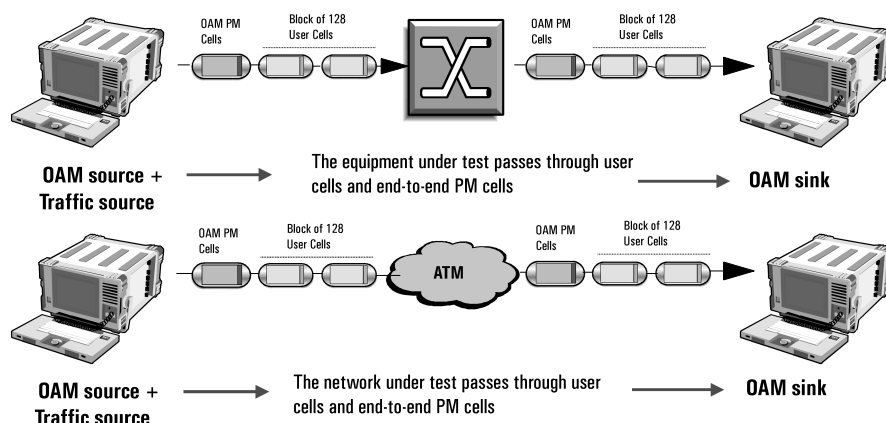 OAM PM
Cells
Block of 128
User Cells
OAM PM
Cells
Block of 128
User Cells
OAM source +
Traffic source
The equipment under test passes through user
cells and end-to-end PM cells
OAM sink
OAM PM
Cells
Block of 128
User Cells
ATM
OAM PM
Cells
Block of 128
User Cells
OAM source +
Traffic source
The network under test passes through user
cells and end-to-end PM cells
OAM sink